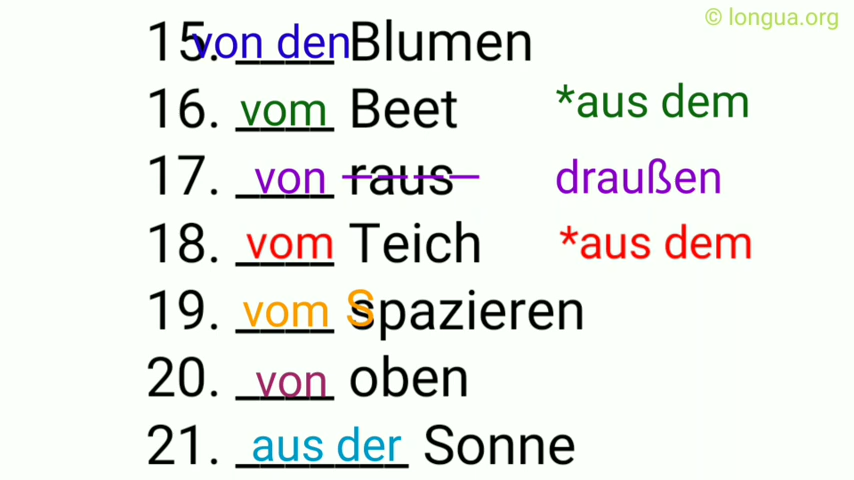 © longua.org
15. von den Blumen
16. vom Beet *aus dem
17. von raus draußen
18. vom Teich *aus dem
19. vom Spazieren
20. von oben
21. aus der Sonne